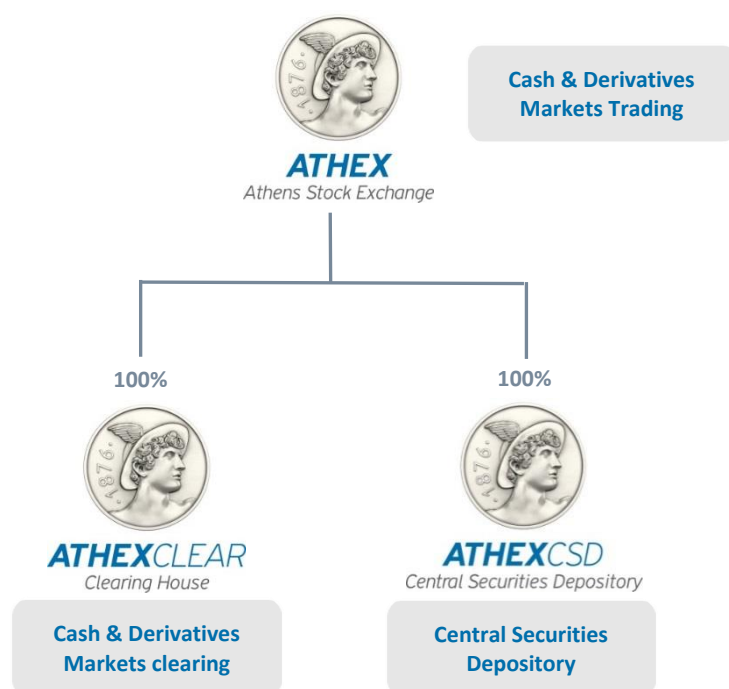 ·1876·
Cash & Derivatives
Markets Trading
ATHEX
Athens Stock Exchange
100%
100%
·1876·
·1876·
ATHEXCLEAR
Clearing House
ATHEXCSD
Central Securities Depository
Cash & Derivatives
Markets clearing
Central Securities
Depository